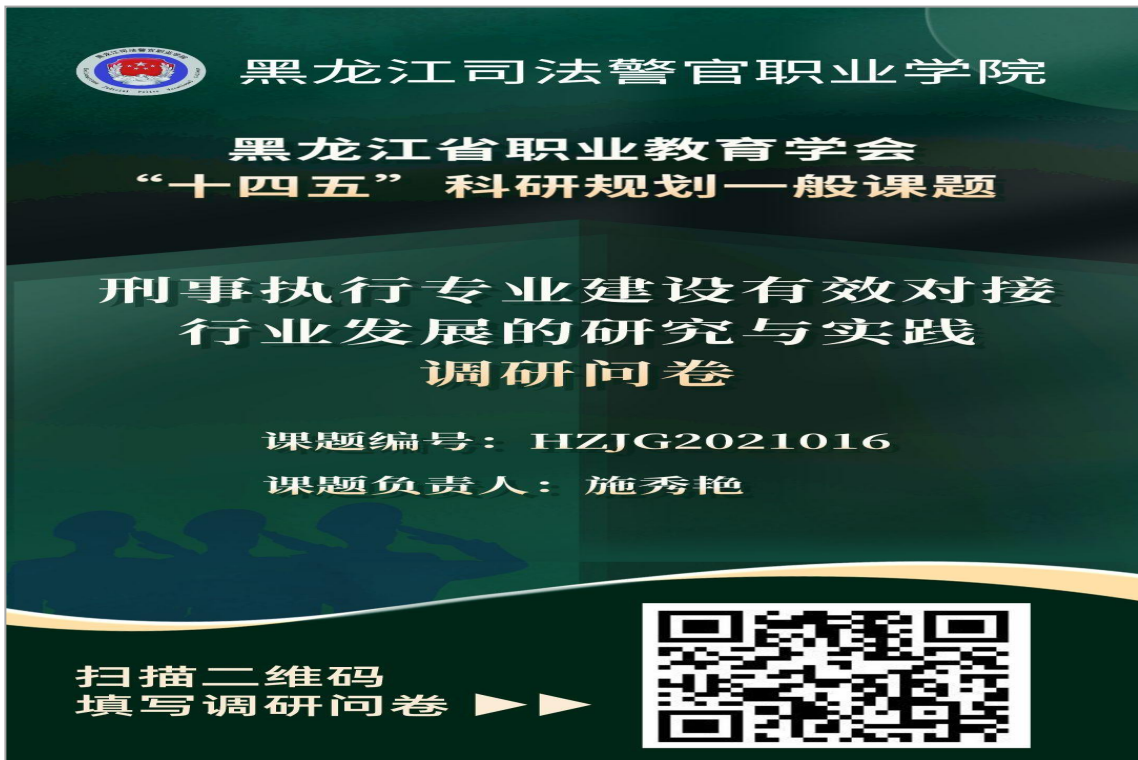 黑龙江司法警官职业学院
黑龙江省职业教育学会
“十四五”科研规划一般课题
刑事执行专业建设有效对接
行业发展的研究与实践
调研问卷
课题编号：HZJG2021016
课题负责人：施秀艳
扫描二维码
填写调研问卷